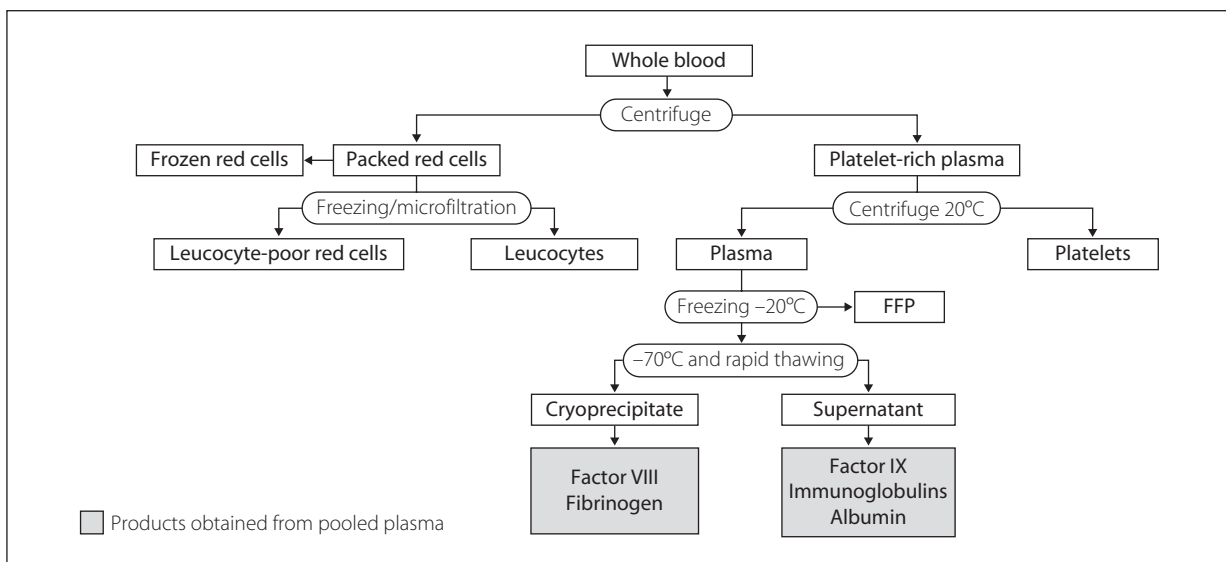 Whole blood
Centrifuge
Frozen red cells
Packed red cells
Platelet-rich plasma
Freezing/microfiltration
Centrifuge 20ºC
Leucocyte-poor red cells
Leucocytes
Plasma
Platelets
Freezing –20ºC
FFP
–70ºC and rapid thawing
Cryoprecipitate
Supernatant
Factor VIII
Fibrinogen
Factor IX
Immunoglobulins
Albumin
Products obtained from pooled plasma